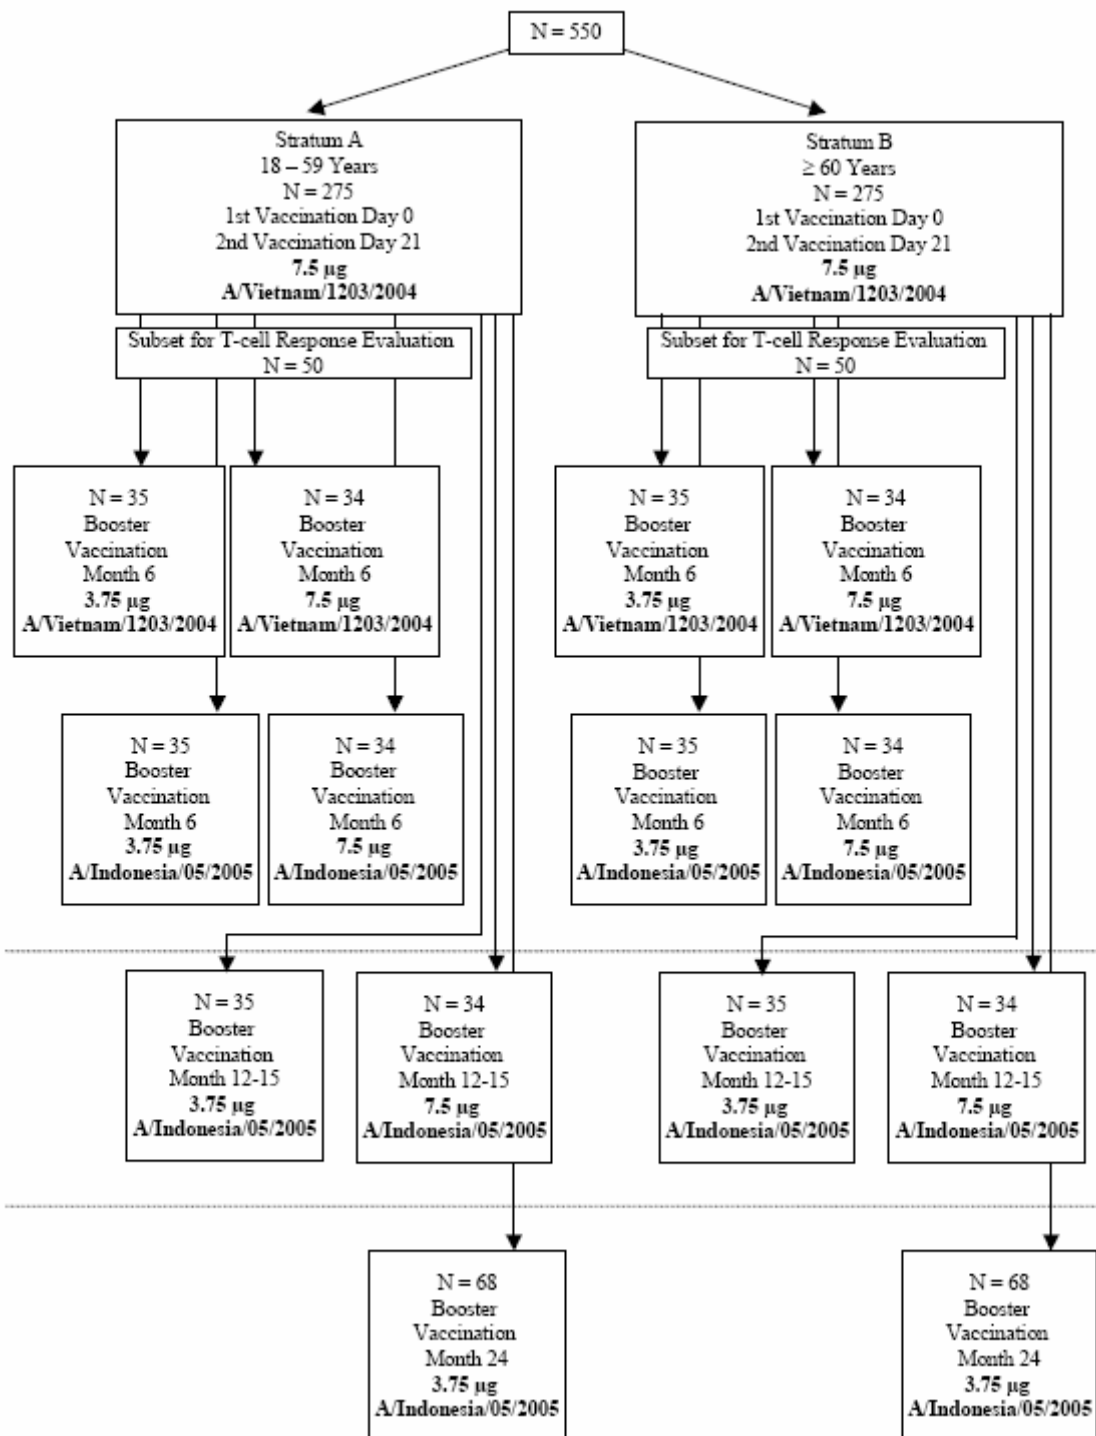 N = 550
Stratum A
18 – 59 Years
N = 275
1st Vaccination Day 0
2nd Vaccination Day 21
7.5 µg
A/Vietnam/1203/2004
Stratum B
≥ 60 Years
N = 275
1st Vaccination Day 0
2nd Vaccination Day 21
7.5 µg
A/Vietnam/1203/2004
Subset for T-cell Response Evaluation
N = 50
Subset for T-cell Response Evaluation
N = 50
N = 35
Booster
Vaccination
Month 6
3.75 µg
A/Vietnam/1203/2004
N = 34
Booster
Vaccination
Month 6
7.5 µg
A/Vietnam/1203/2004
N = 35
Booster
Vaccination
Month 6
3.75 µg
A/Vietnam/1203/2004
N = 34
Booster
Vaccination
Month 6
7.5 µg
A/Vietnam/1203/2004
N = 35
Booster
Vaccination
Month 6
3.75 µg
A/Indonesia/05/2005
N = 34
Booster
Vaccination
Month 6
7.5 µg
A/Indonesia/05/2005
N = 35
Booster
Vaccination
Month 6
3.75 µg
A/Indonesia/05/2005
N = 34
Booster
Vaccination
Month 6
7.5 µg
A/Indonesia/05/2005
N = 35
Booster
Vaccination
Month 12-15
3.75 µg
A/Indonesia/05/2005
N = 34
Booster
Vaccination
Month 12-15
7.5 µg
A/Indonesia/05/2005
N = 35
Booster
Vaccination
Month 12-15
3.75 µg
A/Indonesia/05/2005
N = 34
Booster
Vaccination
Month 12-15
7.5 µg
A/Indonesia/05/2005
N = 68
Booster
Vaccination
Month 24
3.75 µg
A/Indonesia/05/2005
N = 68
Booster
Vaccination
Month 24
3.75 µg
A/Indonesia/05/2005